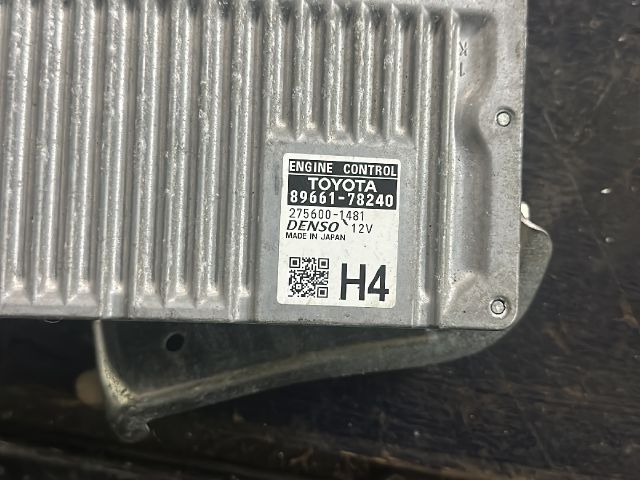 ENGINE CONTROL
TOYOTA
89661-78240
275600-1481
DENSO 12V
MADE IN JAPAN
H4